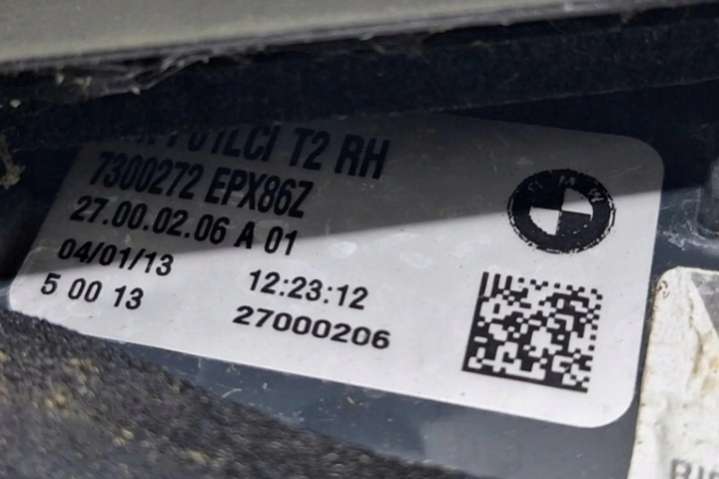 01LCI T2 RH
7300272 EPX86Z
27.00.02.06 A 01
04/01/13 12:23:12
5 00 13 27000206
BMW